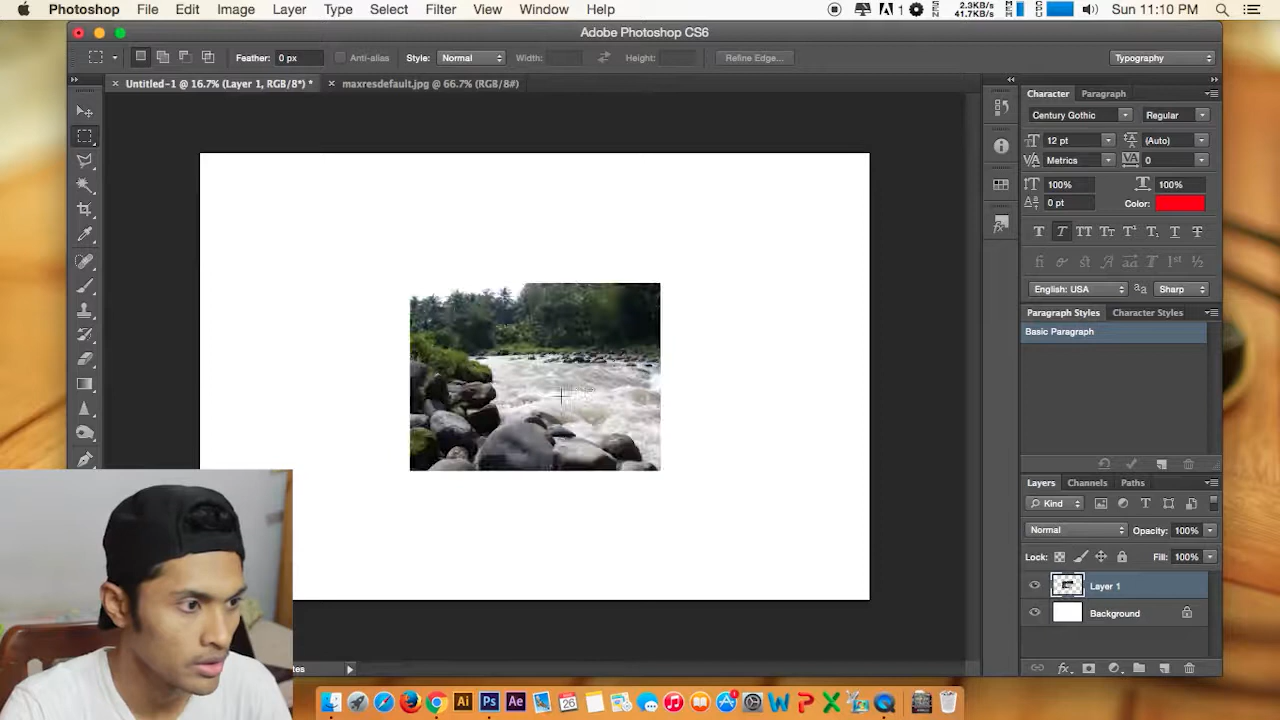 Photoshop File Edit Image Layer Type Select Filter View Window Help 1 2.3KB/s 41.7KB/s Sun 11:10 PM
Adobe Photoshop CS6
Feather: 0 px Anti-alias Style: Normal Width: Height: Refine Edge... Typography
Untitled-1 @ 16.7% (Layer 1, RGB/8*) * maxresdefault.jpg @ 66.7% (RGB/8#)
Character Paragraph
Century Gothic Regular
12 pt (Auto)
Metrics 0
100% 100%
0 pt Color:
English: USA Sharp
Paragraph Styles Character Styles
Basic Paragraph
Layers Channels Paths
Kind
Normal Opacity: 100%
Lock: Fill: 100%
Layer 1
Background